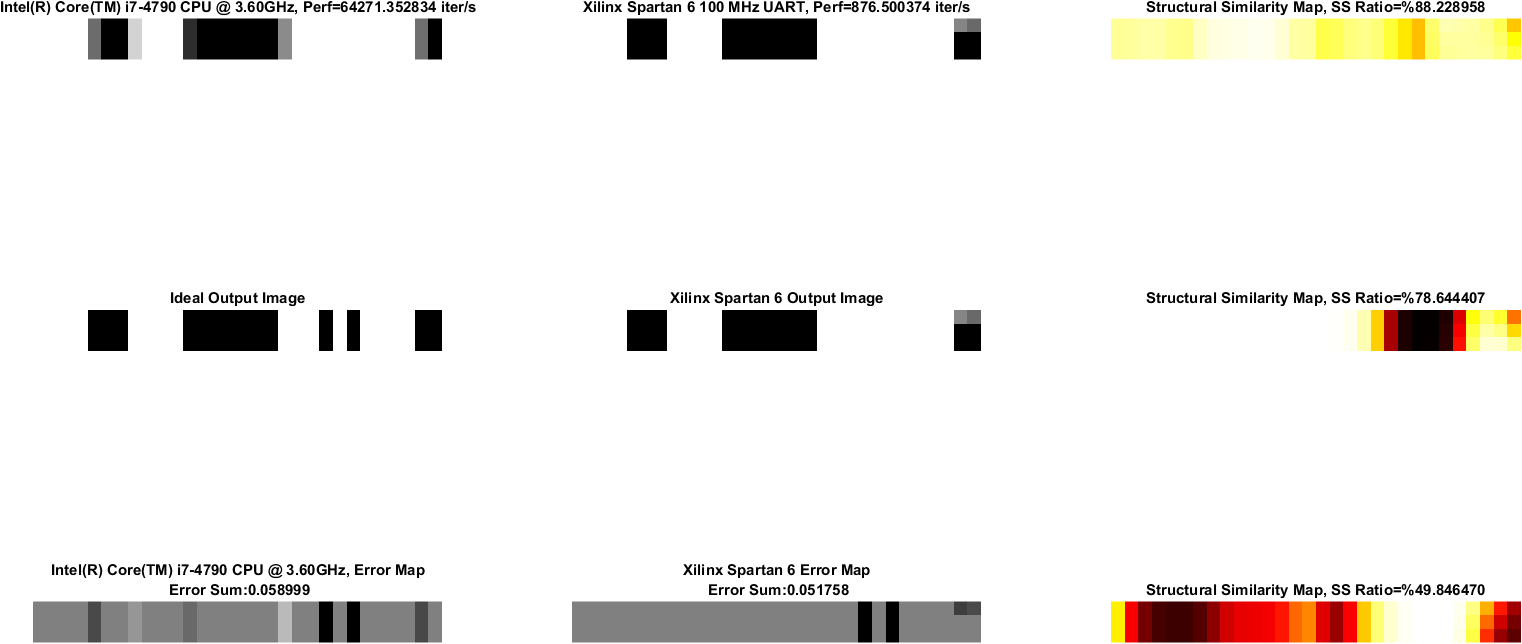 Intel(R) Core(TM) i7-4790 CPU @ 3.60GHz, Perf=64271.352834 iter/s
Xilinx Spartan 6 100 MHz UART, Perf=876.500374 iter/s
Structural Similarity Map, SS Ratio=%88.228958
Ideal Output Image
Xilinx Spartan 6 Output Image
Structural Similarity Map, SS Ratio=%78.644407
Intel(R) Core(TM) i7-4790 CPU @ 3.60GHz, Error Map
Error Sum:0.058999
Xilinx Spartan 6 Error Map
Error Sum:0.051758
Structural Similarity Map, SS Ratio=%49.846470